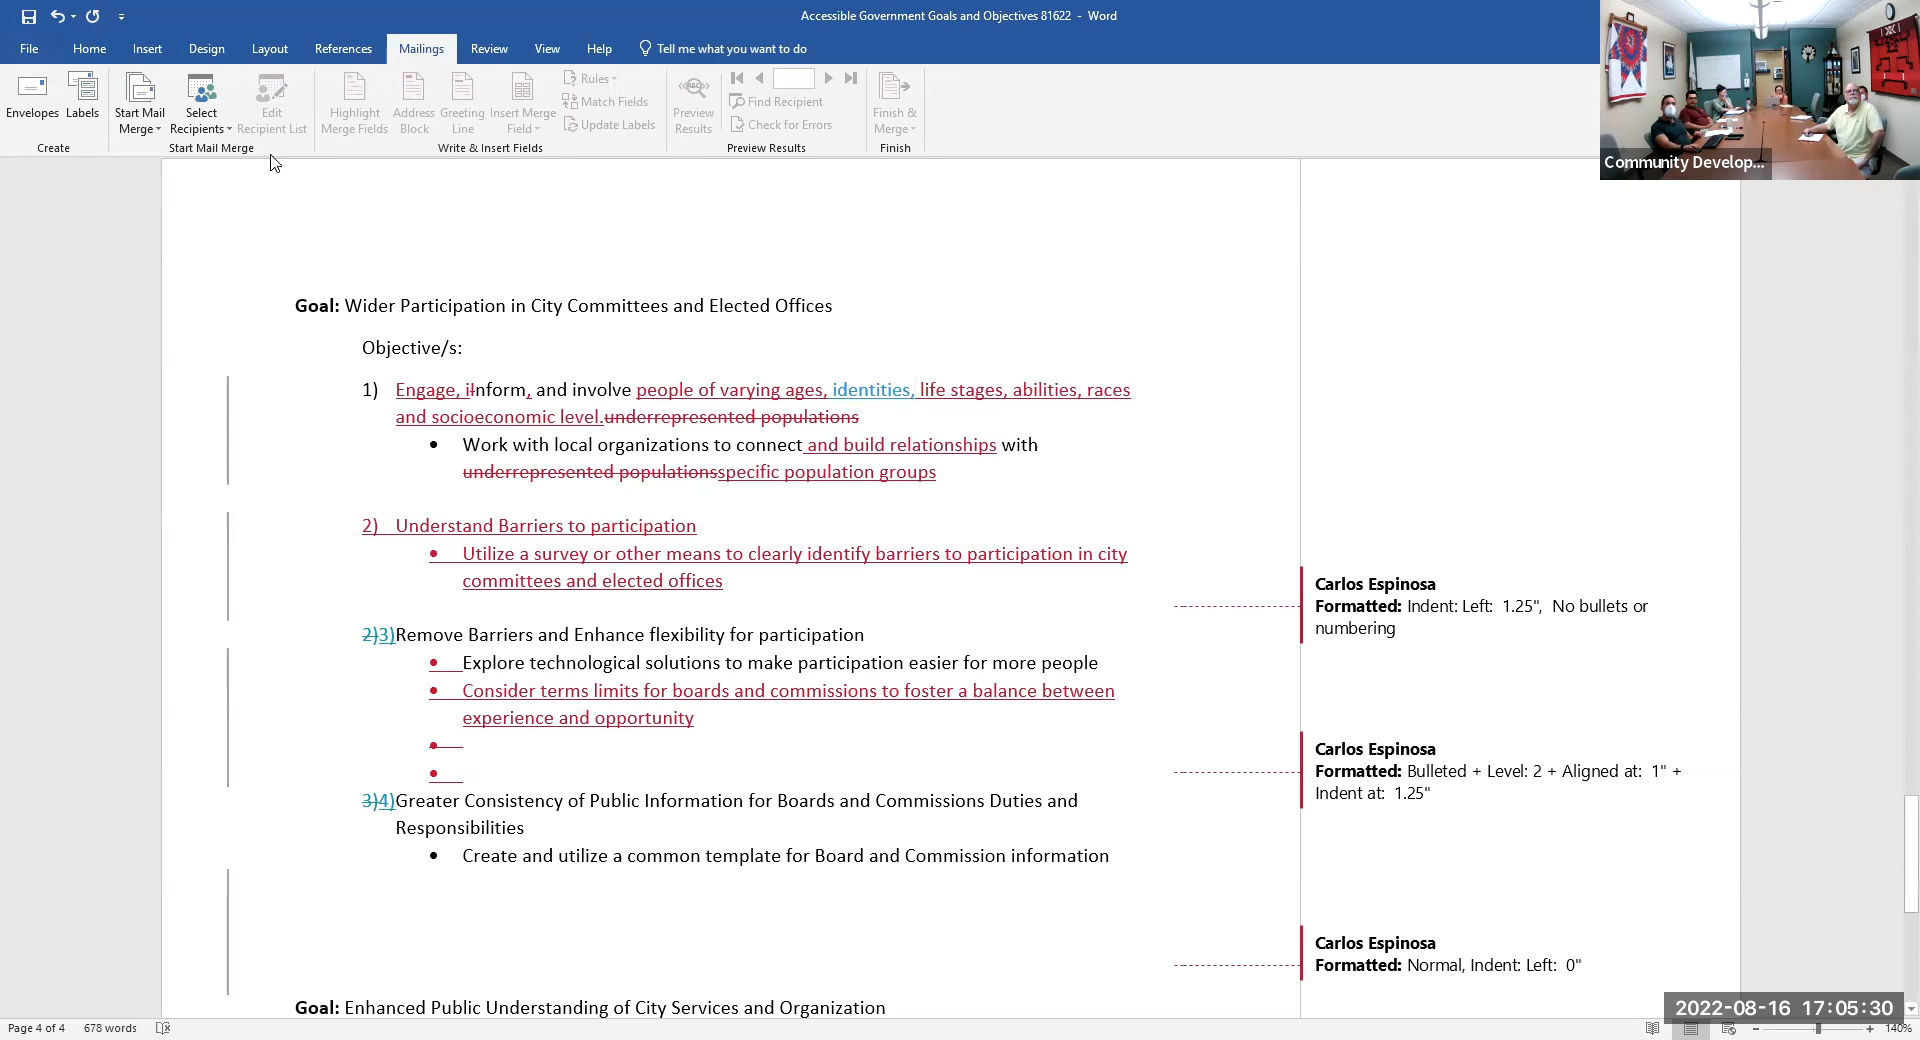 Accessible Government Goals and Objectives 81622 - Word
File Home Insert Design Layout References Mailings Review View Help Tell me what you want to do
Envelopes Labels Start Mail Merge Select Recipients Edit Recipient List Highlight Merge Fields Address Block Greeting Line Insert Merge Field Rules Match Fields Update Labels Preview Results Find Recipient Check for Errors Finish & Merge
ABC
Create Start Mail Merge Write & Insert Fields Preview Results Finish
Community Develop...
Goal: Wider Participation in City Committees and Elected Offices
Objective/s:
1) Engage, iInform, and involve people of varying ages, identities, life stages, abilities, races
and socioeconomic level.underrepresented populations
• Work with local organizations to connect and build relationships with
underrepresented populationsspecific population groups
2) Understand Barriers to participation
• Utilize a survey or other means to clearly identify barriers to participation in city
committees and elected offices
2)3)Remove Barriers and Enhance flexibility for participation
• Explore technological solutions to make participation easier for more people
• Consider terms limits for boards and commissions to foster a balance between
experience and opportunity
•
•
3)4)Greater Consistency of Public Information for Boards and Commissions Duties and
Responsibilities
• Create and utilize a common template for Board and Commission information
Goal: Enhanced Public Understanding of City Services and Organization
Carlos Espinosa
Formatted: Indent: Left: 1.25", No bullets or
numbering
Carlos Espinosa
Formatted: Bulleted + Level: 2 + Aligned at: 1" +
Indent at: 1.25"
Carlos Espinosa
Formatted: Normal, Indent: Left: 0"
2022-08-16 17:05:30
Page 4 of 4 678 words
140%